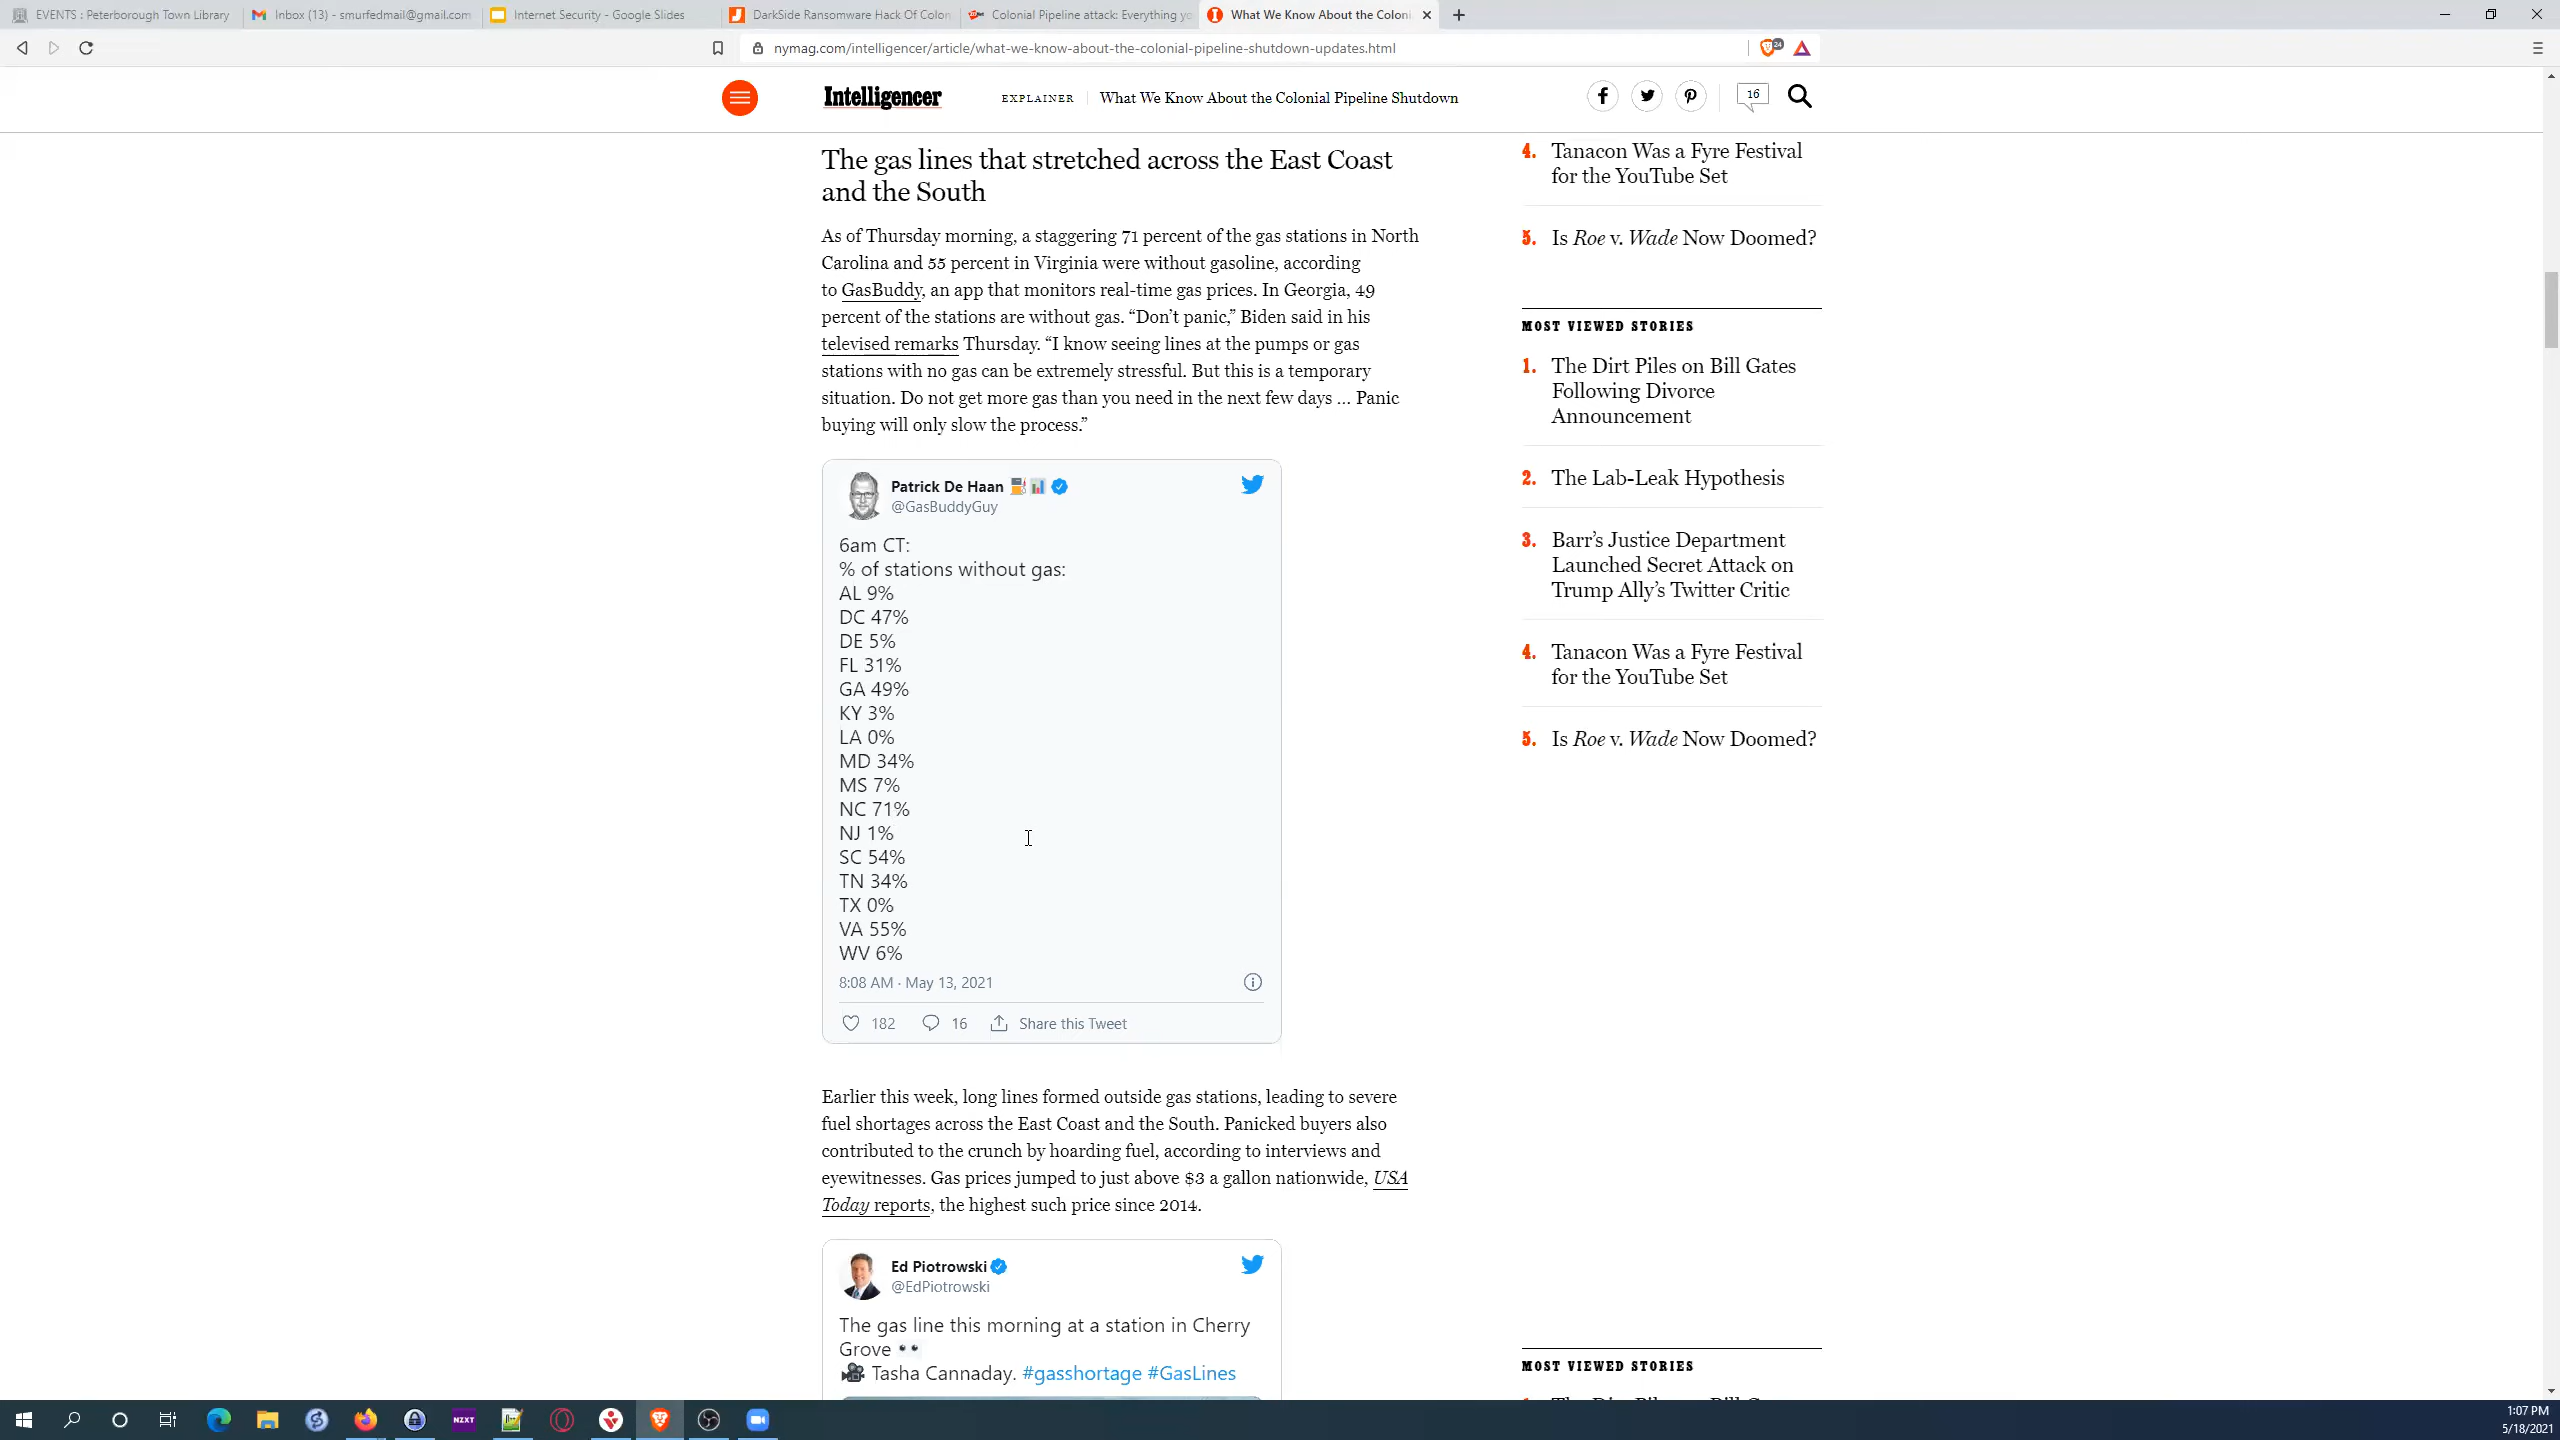 EVENTS : Peterborough Town Library
Inbox (13) - smurfedmail@gmail.com
Internet Security - Google Slides
DarkSide Ransomware Hack Of Colon
Colonial Pipeline attack: Everything yo
What We Know About the Coloni
nymag.com/intelligencer/article/what-we-know-about-the-colonial-pipeline-shutdown-updates.html
24
Intelligencer
EXPLAINER
What We Know About the Colonial Pipeline Shutdown
16
The gas lines that stretched across the East Coast
and the South
As of Thursday morning, a staggering 71 percent of the gas stations in North
Carolina and 55 percent in Virginia were without gasoline, according
to GasBuddy, an app that monitors real-time gas prices. In Georgia, 49
percent of the stations are without gas. “Don’t panic,” Biden said in his
televised remarks Thursday. “I know seeing lines at the pumps or gas
stations with no gas can be extremely stressful. But this is a temporary
situation. Do not get more gas than you need in the next few days … Panic
buying will only slow the process.”
Patrick De Haan
@GasBuddyGuy
6am CT:
% of stations without gas:
AL 9%
DC 47%
DE 5%
FL 31%
GA 49%
KY 3%
LA 0%
MD 34%
MS 7%
NC 71%
NJ 1%
SC 54%
TN 34%
TX 0%
VA 55%
WV 6%
8:08 AM · May 13, 2021
182
16
Share this Tweet
Earlier this week, long lines formed outside gas stations, leading to severe
fuel shortages across the East Coast and the South. Panicked buyers also
contributed to the crunch by hoarding fuel, according to interviews and
eyewitnesses. Gas prices jumped to just above $3 a gallon nationwide, USA
Today reports, the highest such price since 2014.
Ed Piotrowski
@EdPiotrowski
The gas line this morning at a station in Cherry
Grove 👀
🎥 Tasha Cannaday. #gasshortage #GasLines
4. Tanacon Was a Fyre Festival
for the YouTube Set
5. Is Roe v. Wade Now Doomed?
MOST VIEWED STORIES
1. The Dirt Piles on Bill Gates
Following Divorce
Announcement
2. The Lab-Leak Hypothesis
3. Barr’s Justice Department
Launched Secret Attack on
Trump Ally’s Twitter Critic
4. Tanacon Was a Fyre Festival
for the YouTube Set
5. Is Roe v. Wade Now Doomed?
MOST VIEWED STORIES
NZXT
1:07 PM
5/18/2021